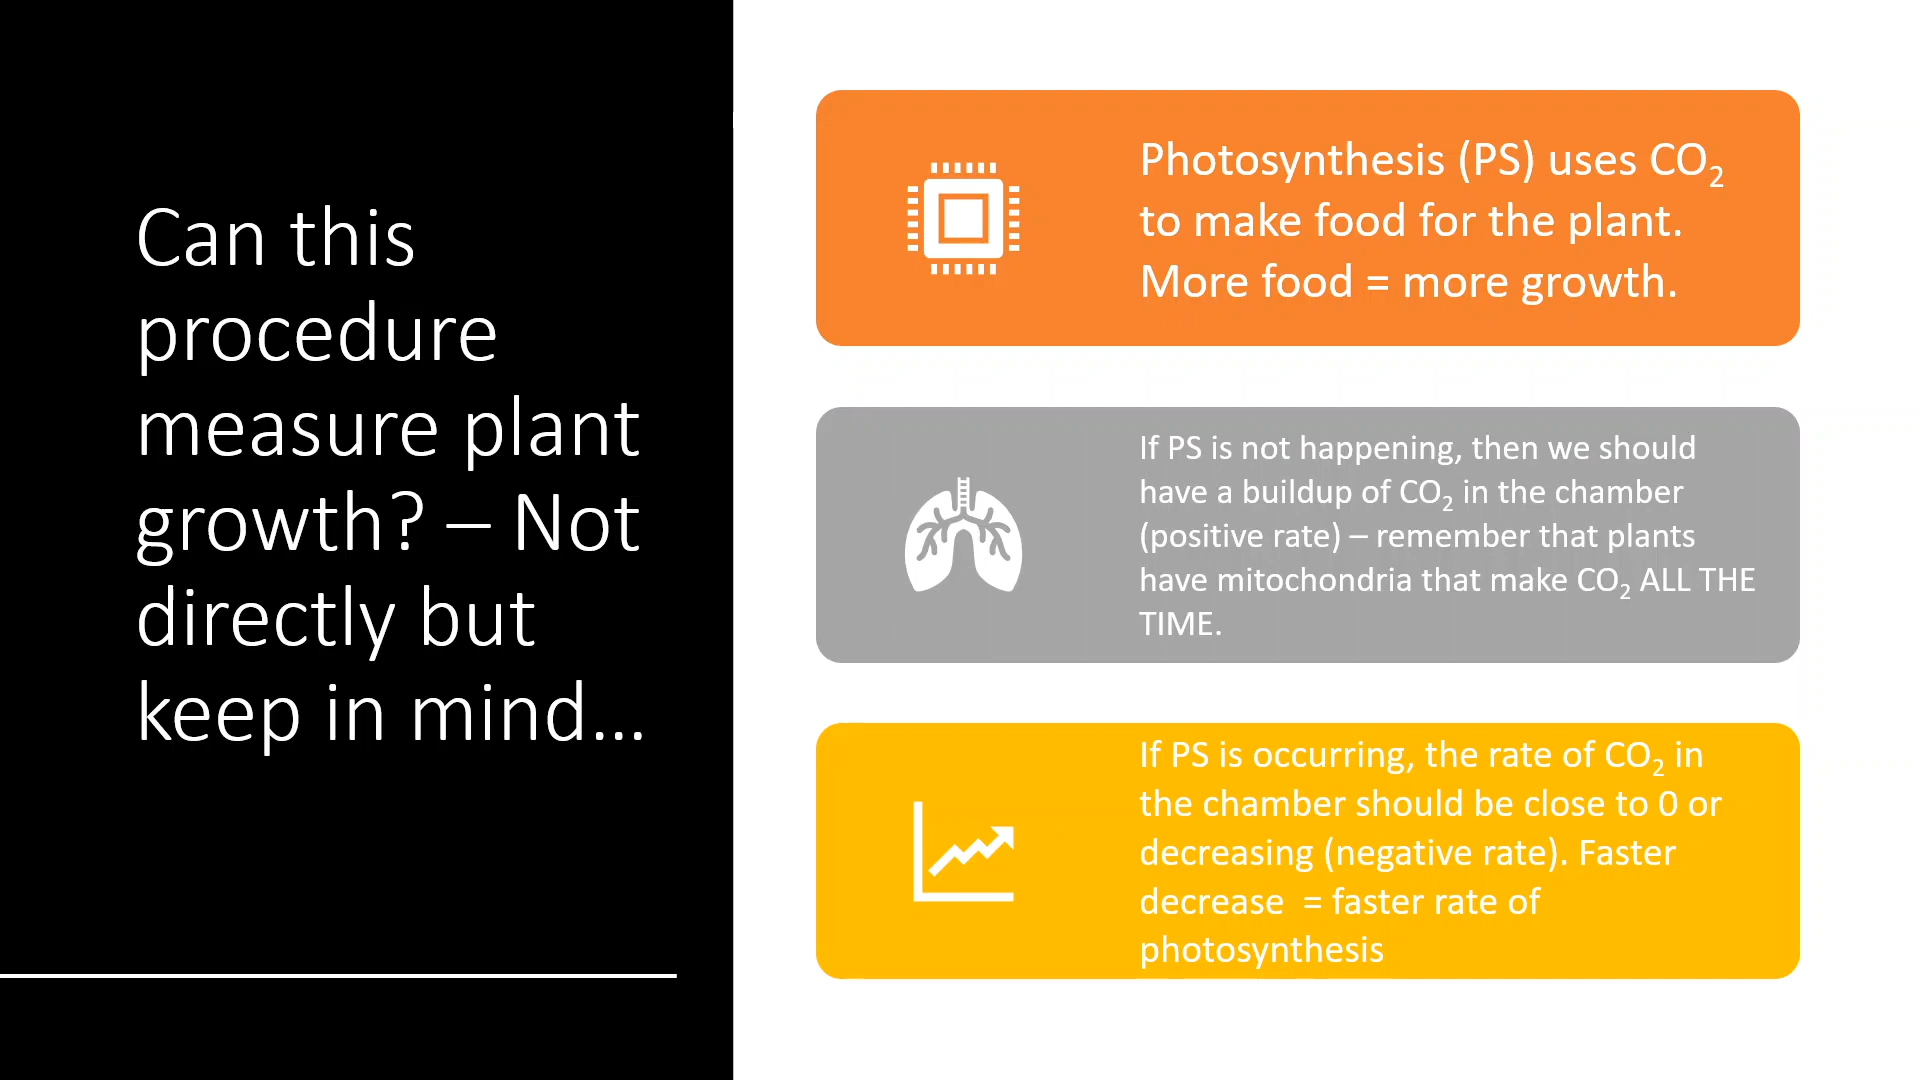 Can this
procedure
measure plant
growth? – Not
directly but
keep in mind…
Photosynthesis (PS) uses CO₂
to make food for the plant.
More food = more growth.
If PS is not happening, then we should
have a buildup of CO₂ in the chamber
(positive rate) – remember that plants
have mitochondria that make CO₂ ALL THE
TIME.
If PS is occurring, the rate of CO₂ in
the chamber should be close to 0 or
decreasing (negative rate). Faster
decrease  = faster rate of
photosynthesis